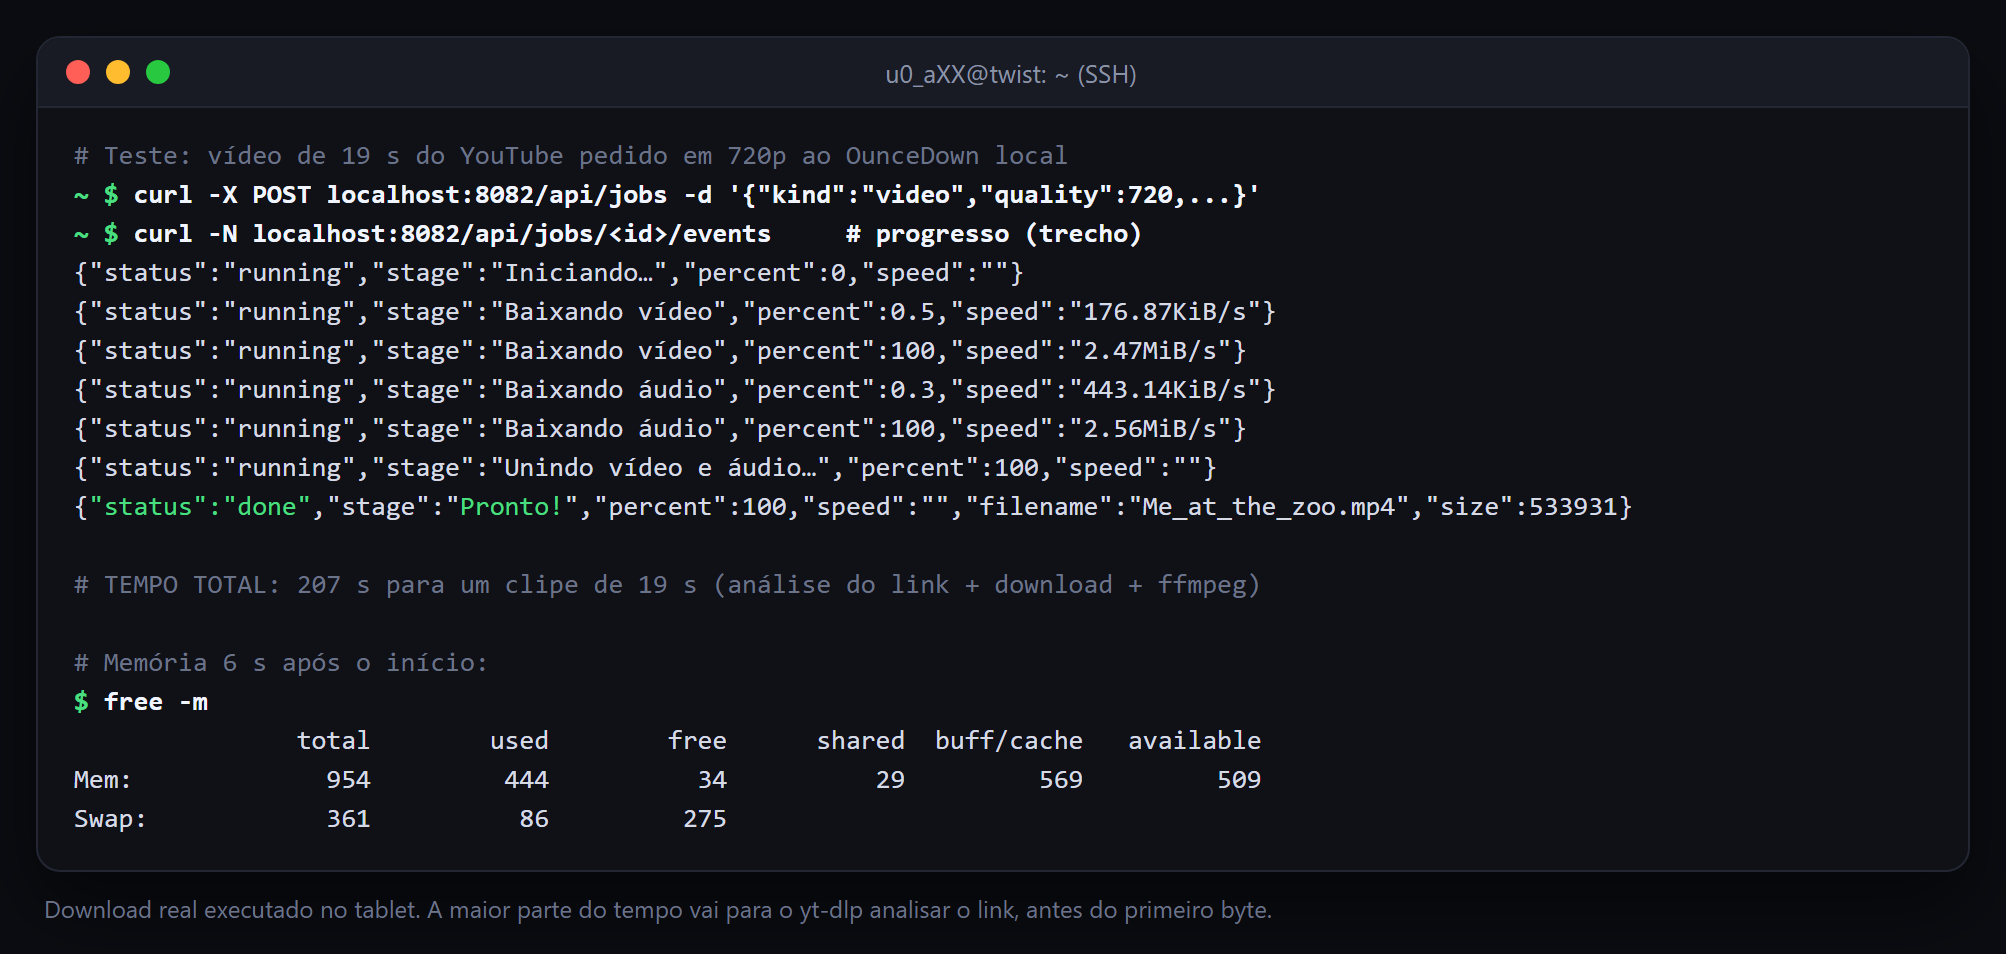 u0_aXX@twist: ~ (SSH)
# Teste: vídeo de 19 s do YouTube pedido em 720p ao OunceDown local
~ $ curl -X POST localhost:8082/api/jobs -d '{"kind":"video","quality":720,...}'
~ $ curl -N localhost:8082/api/jobs/<id>/events     # progresso (trecho)
{"status":"running","stage":"Iniciando…","percent":0,"speed":""}
{"status":"running","stage":"Baixando vídeo","percent":0.5,"speed":"176.87KiB/s"}
{"status":"running","stage":"Baixando vídeo","percent":100,"speed":"2.47MiB/s"}
{"status":"running","stage":"Baixando áudio","percent":0.3,"speed":"443.14KiB/s"}
{"status":"running","stage":"Baixando áudio","percent":100,"speed":"2.56MiB/s"}
{"status":"running","stage":"Unindo vídeo e áudio…","percent":100,"speed":""}
{"status":"done","stage":"Pronto!","percent":100,"speed":"","filename":"Me_at_the_zoo.mp4","size":533931}
# TEMPO TOTAL: 207 s para um clipe de 19 s (análise do link + download + ffmpeg)
# Memória 6 s após o início:
$ free -m
               total        used        free      shared  buff/cache   available
Mem:             954         444          34          29         569         509
Swap:            361          86         275
Download real executado no tablet. A maior parte do tempo vai para o yt-dlp analisar o link, antes do primeiro byte.